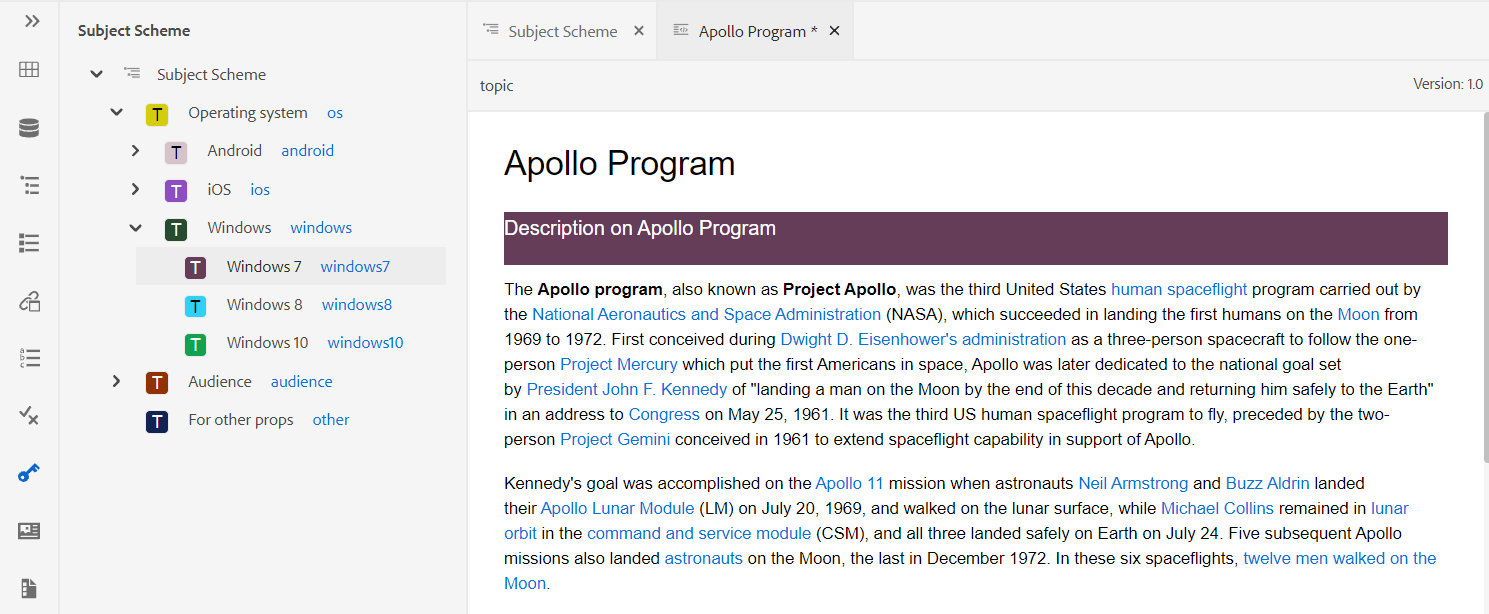 Subject Scheme
Subject Scheme
T Operating system os
T Android android
T iOS ios
T Windows windows
T Windows 7 windows7
T Windows 8 windows8
T Windows 10 windows10
T Audience audience
T For other props other
Subject Scheme
Apollo Program *
topic
Version: 1.0
Apollo Program
Description on Apollo Program
The Apollo program, also known as Project Apollo, was the third United States human spaceflight program carried out by
the National Aeronautics and Space Administration (NASA), which succeeded in landing the first humans on the Moon from
1969 to 1972. First conceived during Dwight D. Eisenhower's administration as a three-person spacecraft to follow the one-
person Project Mercury which put the first Americans in space, Apollo was later dedicated to the national goal set
by President John F. Kennedy of "landing a man on the Moon by the end of this decade and returning him safely to the Earth"
in an address to Congress on May 25, 1961. It was the third US human spaceflight program to fly, preceded by the two-
person Project Gemini conceived in 1961 to extend spaceflight capability in support of Apollo.
Kennedy's goal was accomplished on the Apollo 11 mission when astronauts Neil Armstrong and Buzz Aldrin landed
their Apollo Lunar Module (LM) on July 20, 1969, and walked on the lunar surface, while Michael Collins remained in lunar
orbit in the command and service module (CSM), and all three landed safely on Earth on July 24. Five subsequent Apollo
missions also landed astronauts on the Moon, the last in December 1972. In these six spaceflights, twelve men walked on the
Moon.